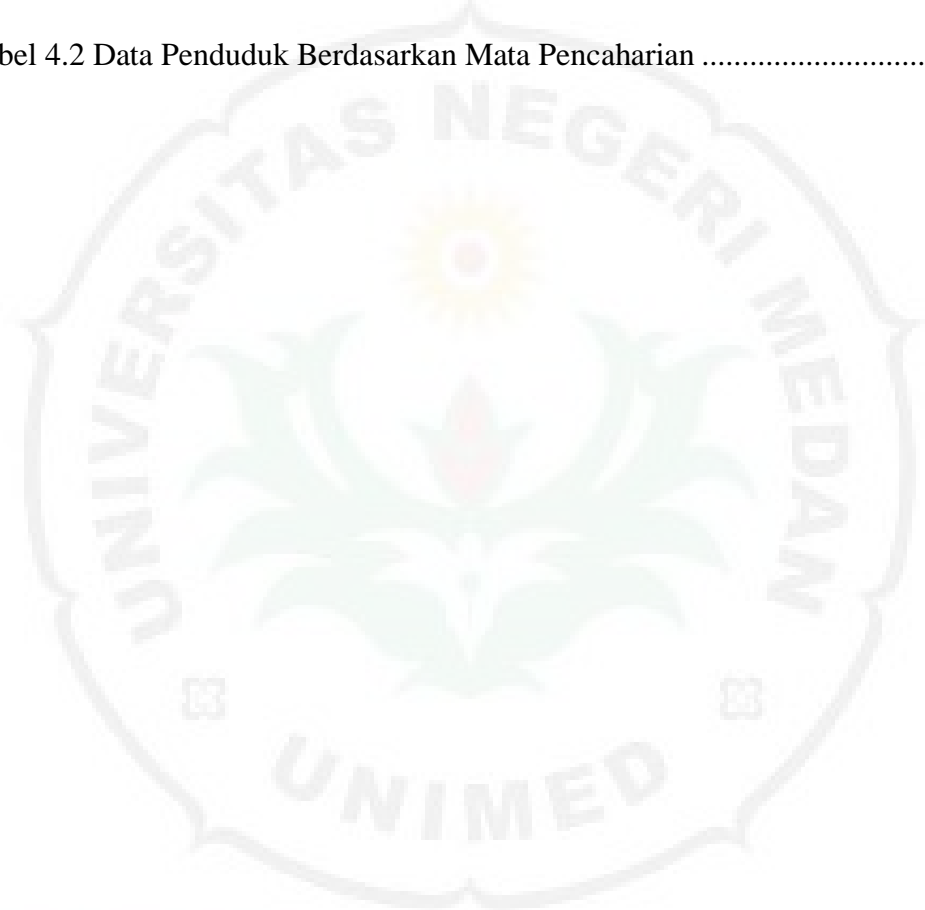 bel 4.2 Data Penduduk Berdasarkan Mata Pencaharian ............................
UNIVERSITAS NEGERI MEDAN
UNIMED